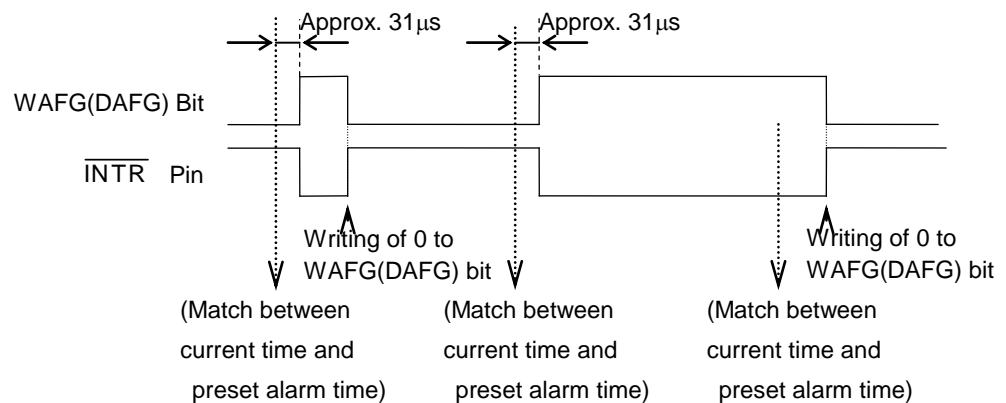 Approx. 31μs Approx. 31μs
WAFG(DAFG) Bit
INTR Pin
Writing of 0 to
WAFG(DAFG) bit
Writing of 0 to
WAFG(DAFG) bit
(Match between
current time and
preset alarm time)
(Match between
current time and
preset alarm time)
(Match between
current time and
preset alarm time)